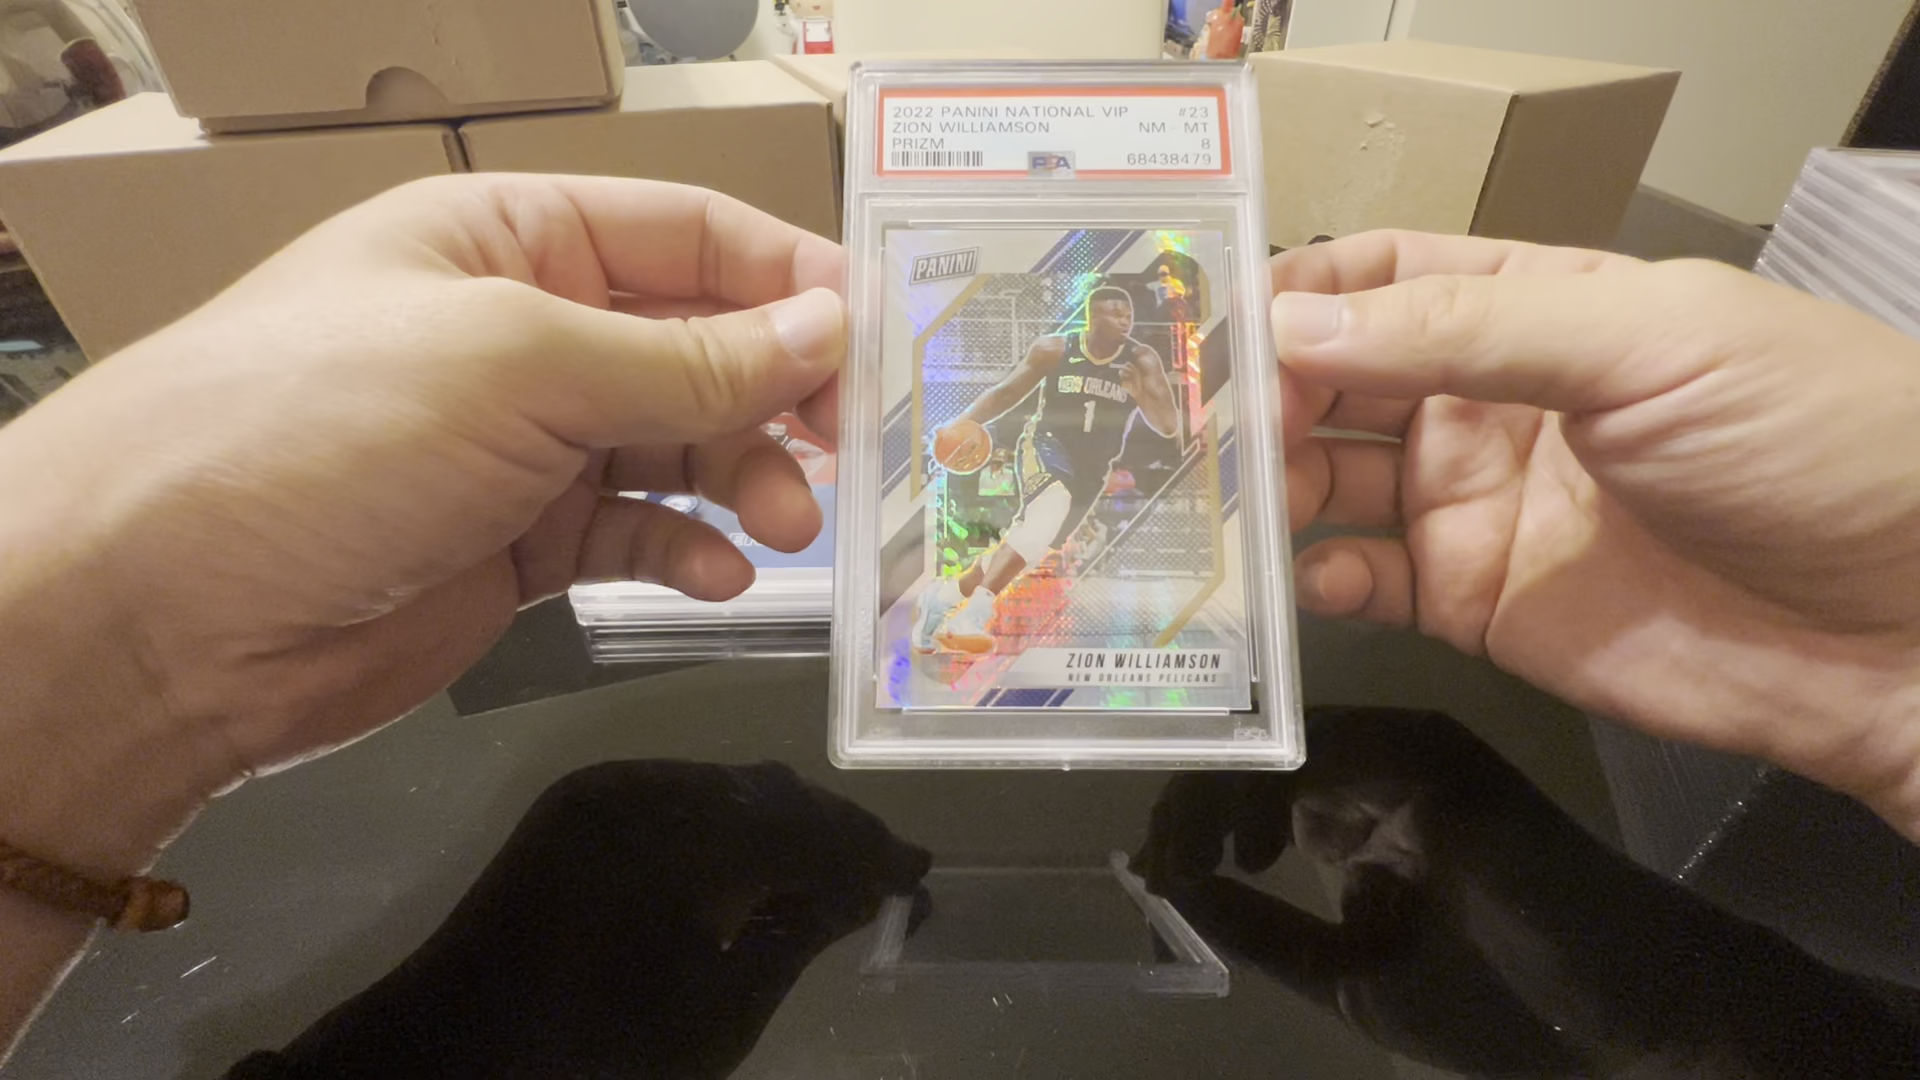 2022 PANINI NATIONAL VIP #23
ZION WILLIAMSON NM - MT
PRIZM 8
PSA 68438479
PANINI
NEW ORLEANS
1
ZION WILLIAMSON
NEW ORLEANS PELICANS
PSA